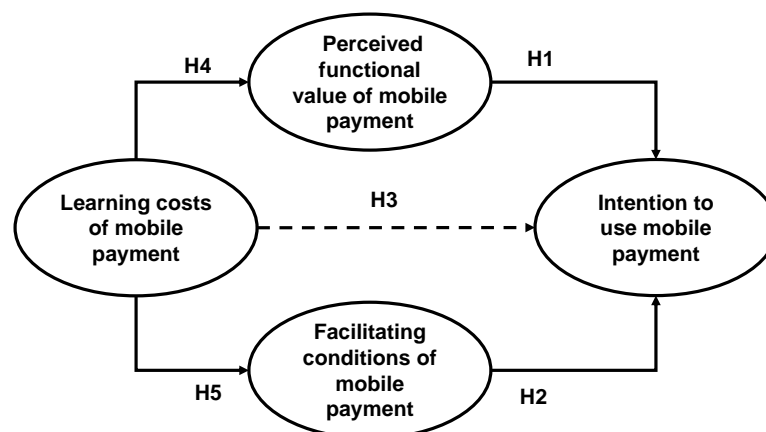 Perceived
functional
value of mobile
payment
H4
H1
Learning costs
of mobile
payment
H3
Intention to
use mobile
payment
Facilitating
conditions of
mobile
payment
H5
H2